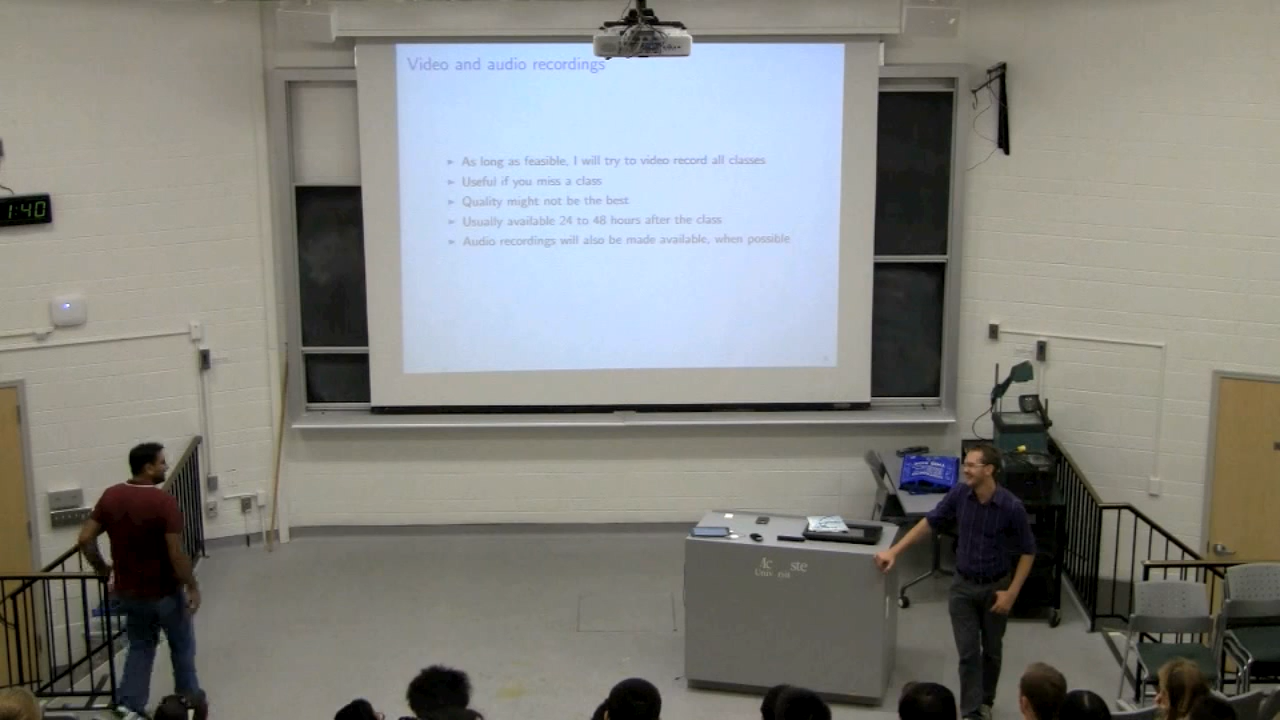 Video and audio recordings
As long as feasible, I will try to video record all classes
Useful if you miss a class
Quality might not be the best
Usually available 24 to 48 hours after the class
Audio recordings will also be made available, when possible
1:40